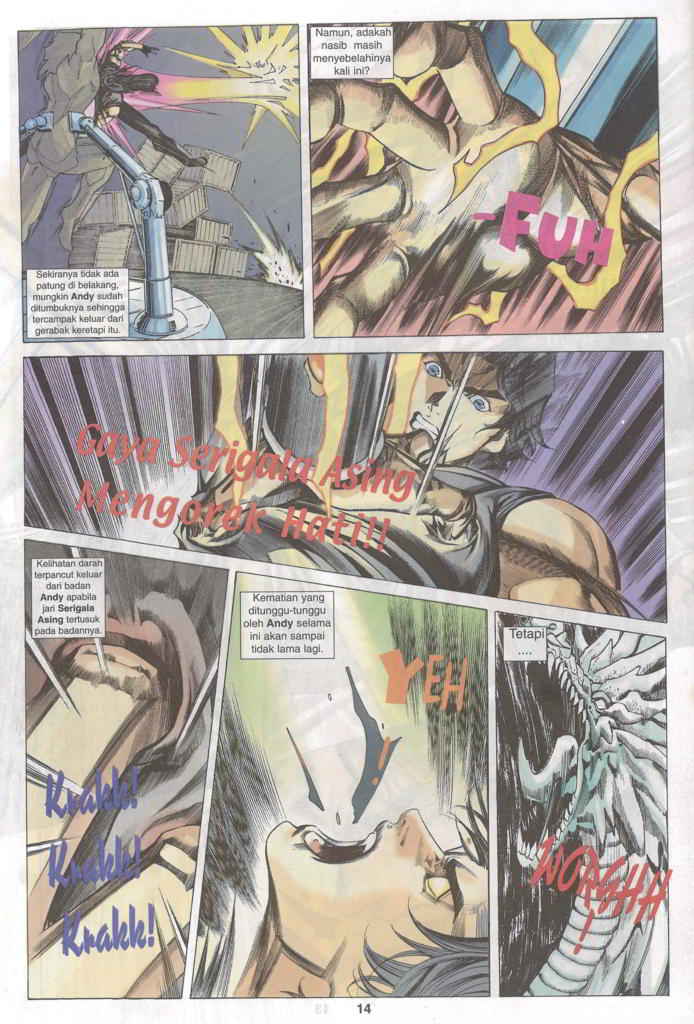 Sekiranya tidak ada
patung di belakang,
mungkin Andy sudah
ditumbuknya sehingga
tercampak keluar dari
gerabak keretapi itu.
Namun, adakah
nasib masih
menyebelahinya
kali ini?
-FUH
Gaya Serigala Asing
Mengorek Hati!!
Kelihatan darah
terpancut keluar
dari badan
Andy apabila
jari Serigala
Asing tertusuk
pada badannya.
Krakk!
Krakk!
Krakk!
Kematian yang
ditunggu-tunggu
oleh Andy selama
ini akan sampai
tidak lama lagi.
YEH
!
Tetapi
....
WORGHH
!
14